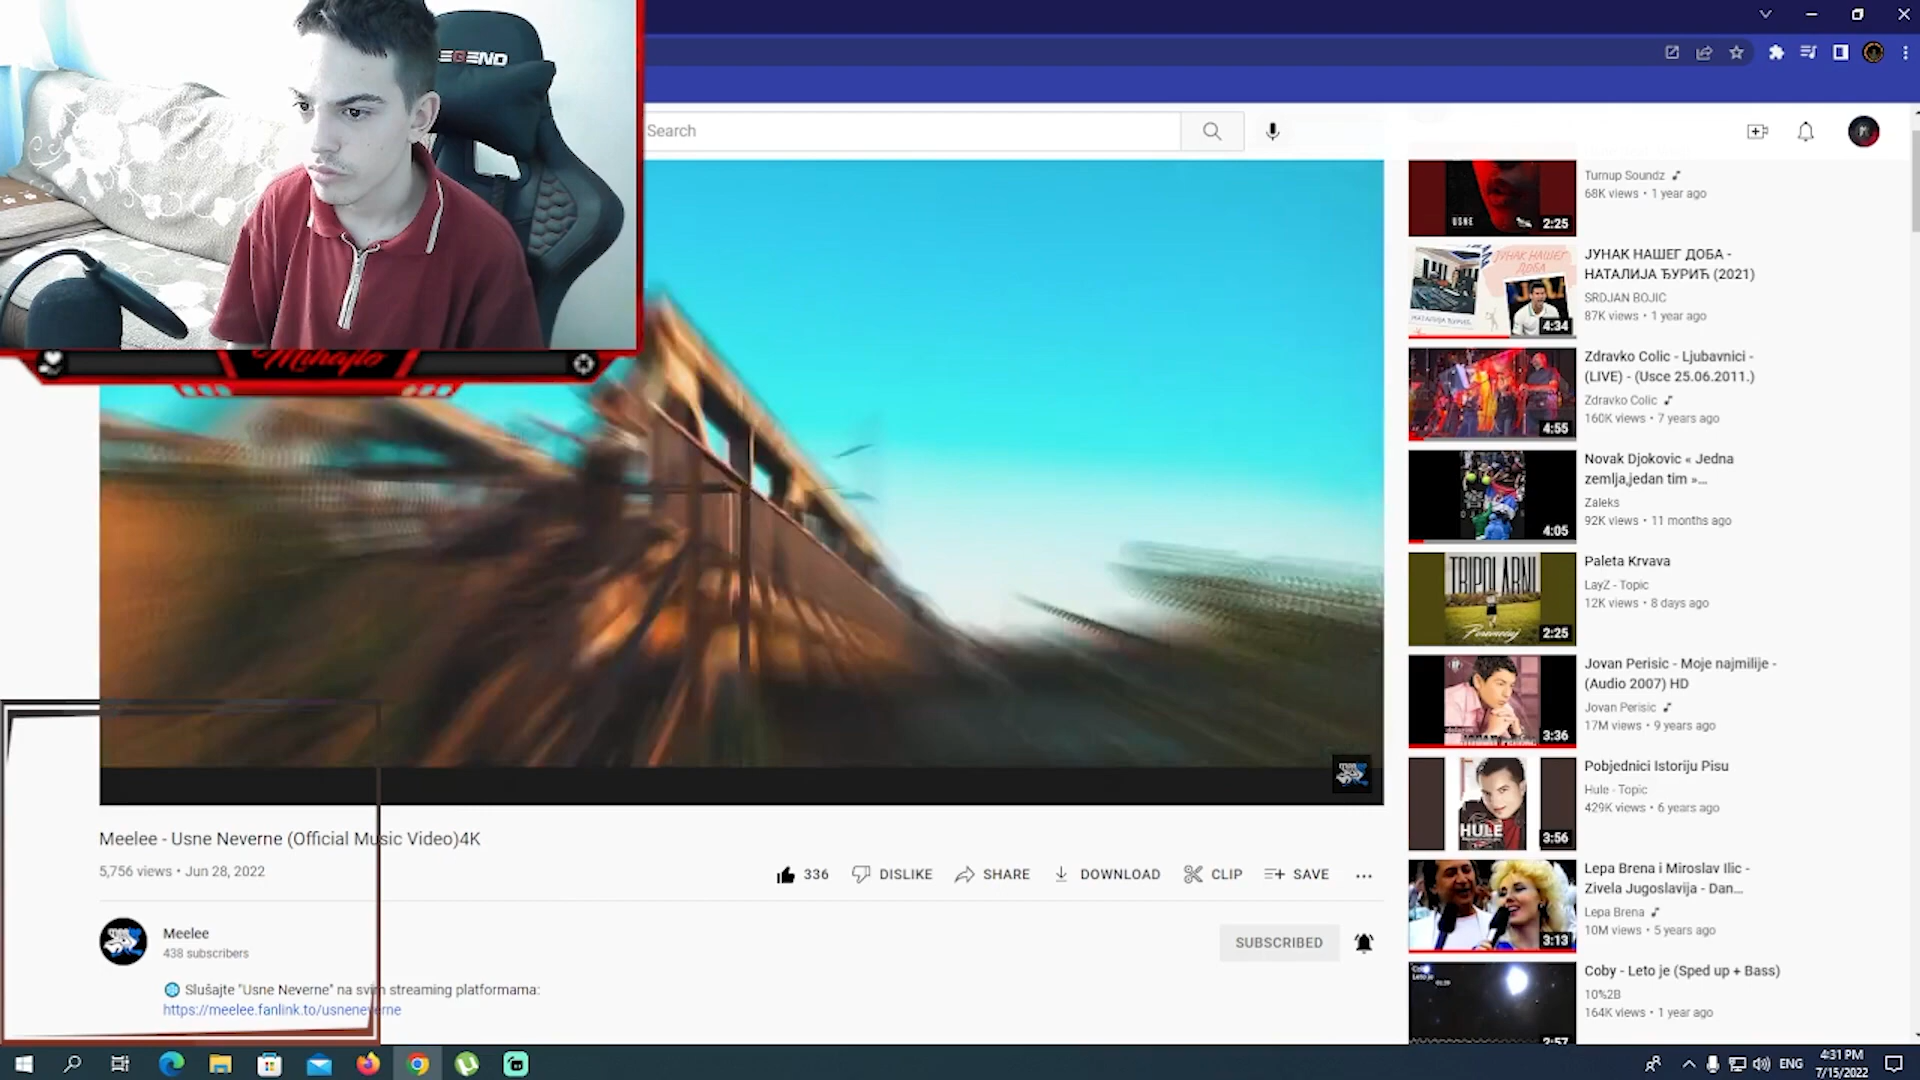 EGEND
Mihajlo
Search
Meelee - Usne Neverne (Official Music Video)4K
5,756 views • Jun 28, 2022
336
DISLIKE
SHARE
DOWNLOAD
CLIP
SAVE
Meelee
438 subscribers
SUBSCRIBED
Slušajte "Usne Neverne" na svim streaming platformama:
https://meelee.fanlink.to/usneneverne
USNE
2:25
Turnup Soundz
68K views • 1 year ago
4:34
ЈУНАК НАШЕГ ДОБА -
НАТАЛИЈА ЂУРИЋ (2021)
SRDJAN BOJIC
87K views • 1 year ago
4:55
Zdravko Colic - Ljubavnici -
(LIVE) - (Usce 25.06.2011.)
Zdravko Colic
160K views • 7 years ago
4:05
Novak Djokovic « Jedna
zemlja,jedan tim »...
Zaleks
92K views • 11 months ago
TRIPOLARNI
2:25
Paleta Krvava
LayZ - Topic
12K views • 8 days ago
3:36
Jovan Perisic - Moje najmilije -
(Audio 2007) HD
Jovan Perisic
17M views • 9 years ago
HULE
3:56
Pobjednici Istoriju Pisu
Hule - Topic
429K views • 6 years ago
3:13
Lepa Brena i Miroslav Ilic -
Zivela Jugoslavija - Dan...
Lepa Brena
10M views • 5 years ago
2:57
Coby - Leto je (Sped up + Bass)
10%2B
164K views • 1 year ago
ENG
4:31 PM
7/15/2022